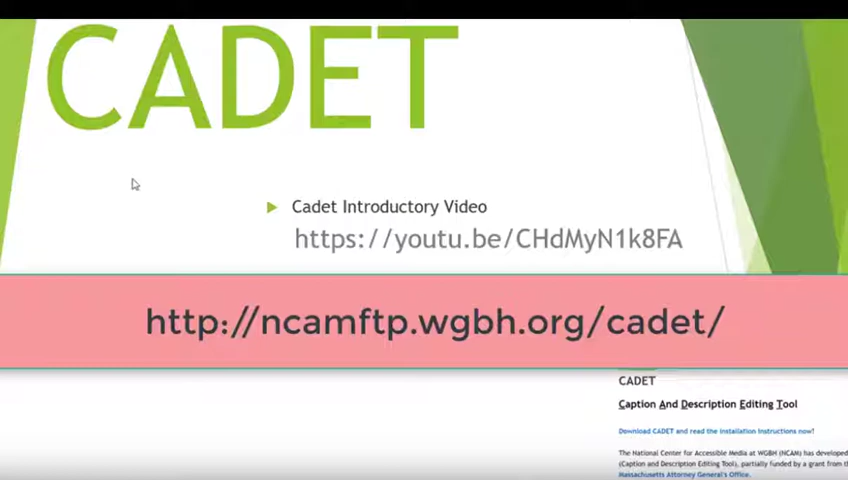 CADET
Cadet Introductory Video
https://youtu.be/CHdMyN1k8FA
http://ncamftp.wgbh.org/cadet/
CADET
Caption And Description Editing Tool
Download CADET and read the installation instructions now!
The National Center for Accessible Media at WGBH (NCAM) has developed
(Caption and Description Editing Tool), partially funded by a grant from th
Massachusetts Attorney General's Office.